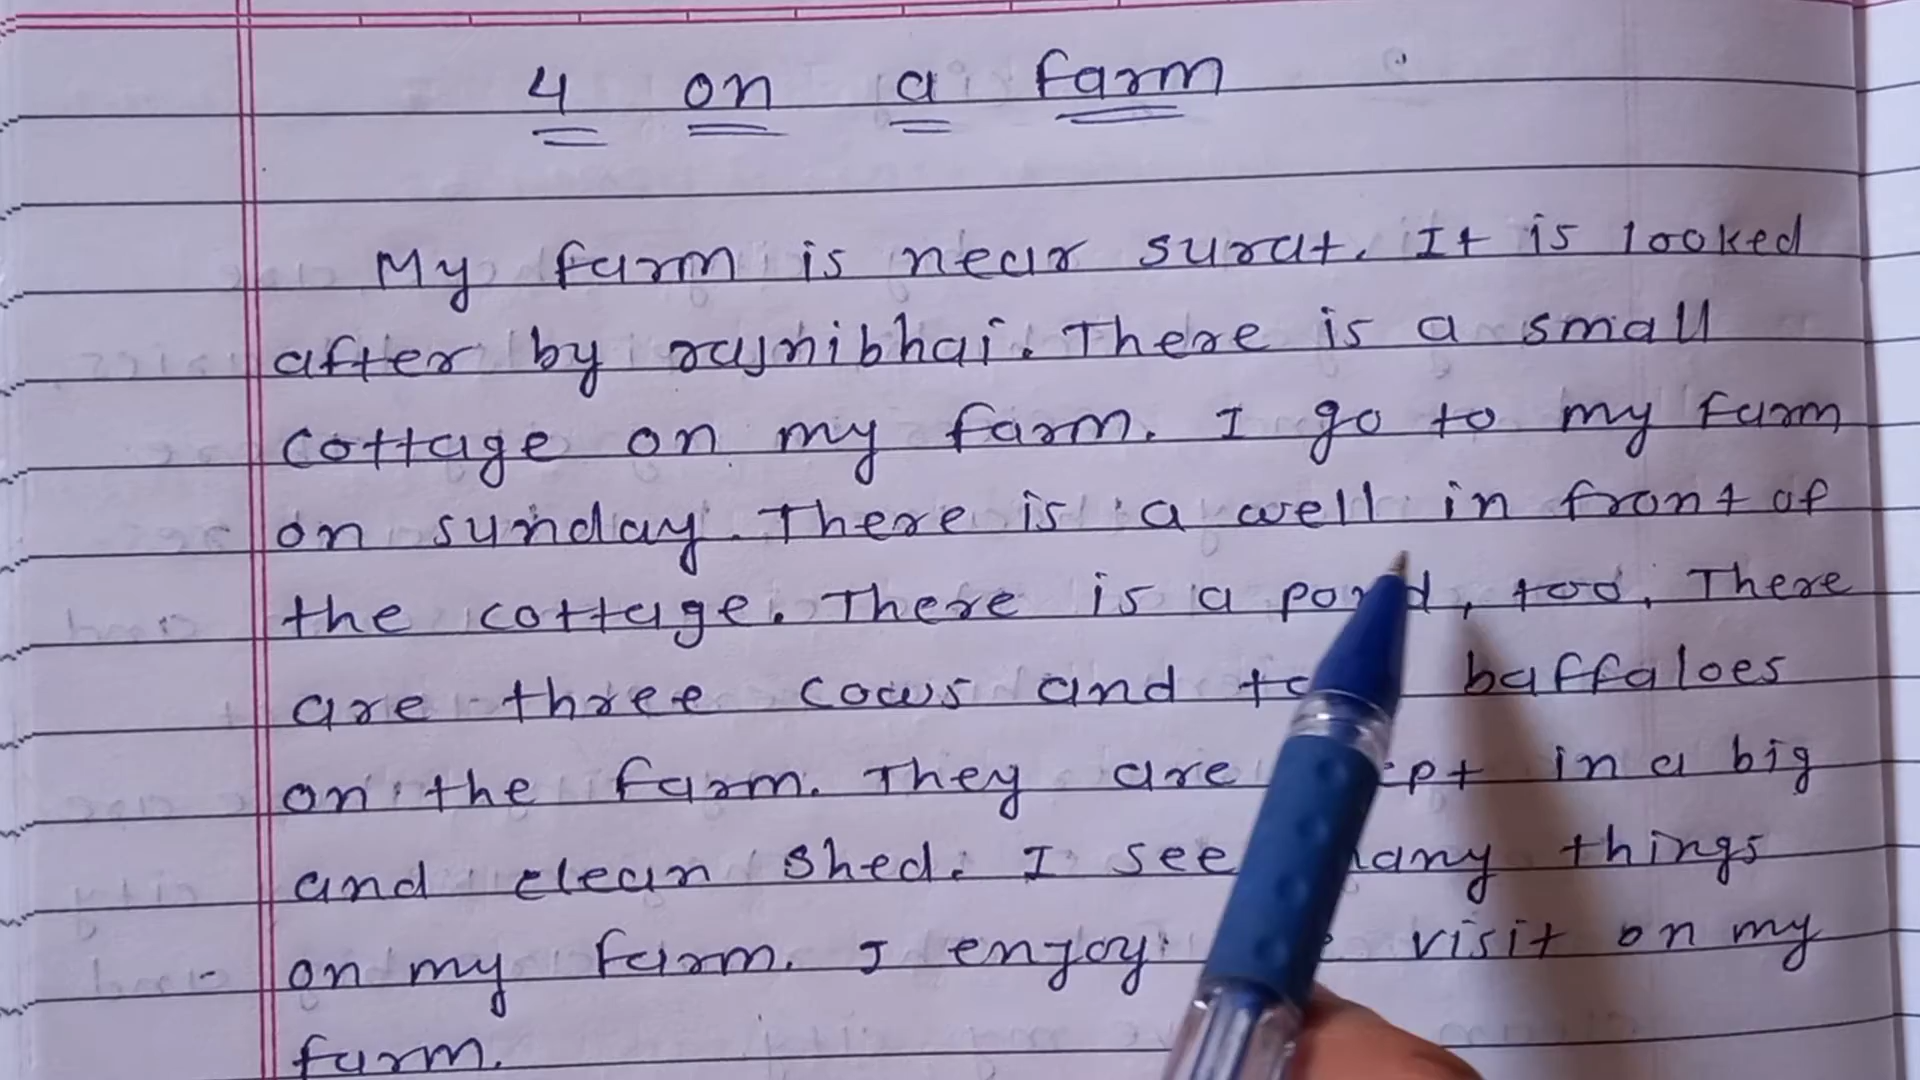 4 on a farm
My farm is near surat. It is looked
after by rajnibhai. There is a small
cottage on my farm. I go to my farm
on sunday. There is a well in front of
the cottage. There is a pond, too. There
are three cows and baffaloes
on the farm. They are in a big
and clean shed. I see many things
on my farm. I enjoy visit on my
farm.